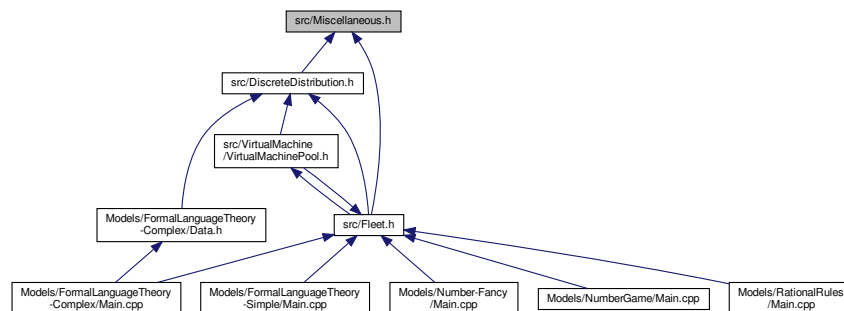 src/Miscellaneous.h
src/DiscreteDistribution.h
src/VirtualMachine
/VirtualMachinePool.h
Models/FormalLanguageTheory
-Complex/Data.h
src/Fleet.h
Models/FormalLanguageTheory
-Complex/Main.cpp
Models/FormalLanguageTheory
-Simple/Main.cpp
Models/Number-Fancy
/Main.cpp
Models/NumberGame/Main.cpp
Models/RationalRules
/Main.cpp